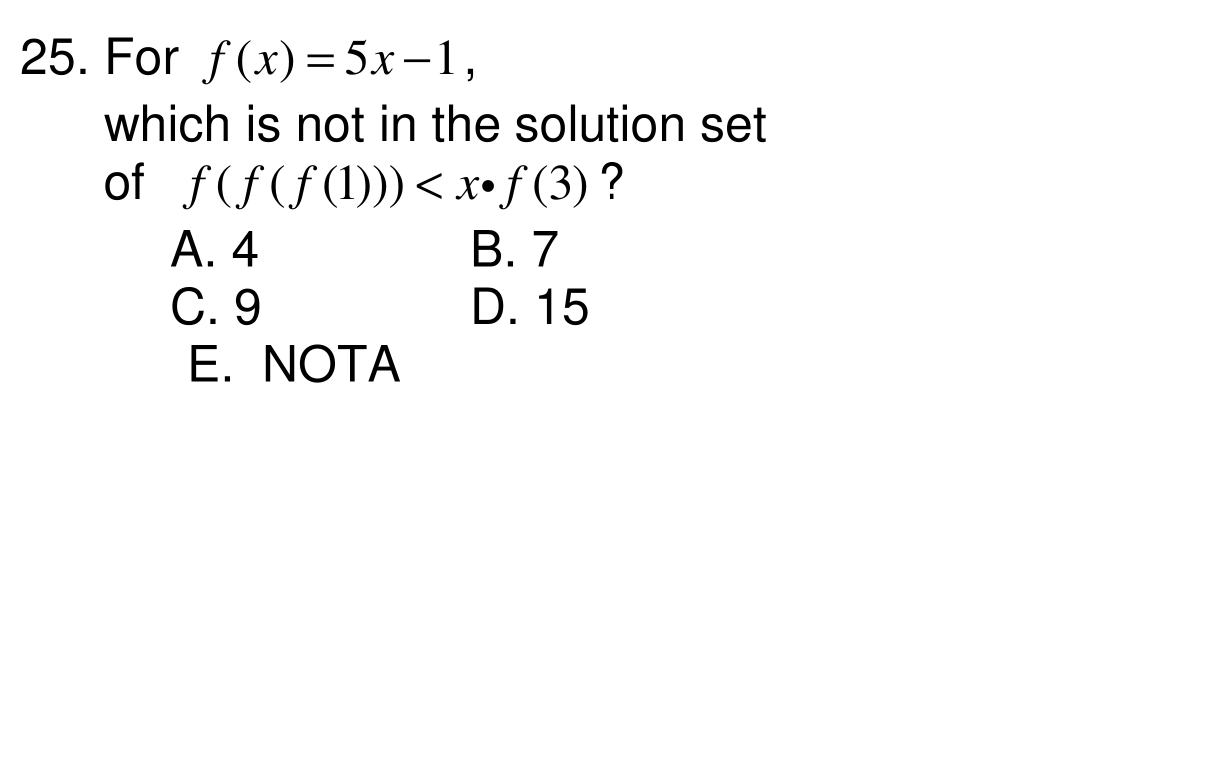 25. For f(x) = 5x − 1,
which is not in the solution set
of f(f(f(1))) < x•f(3) ?
A. 4 B. 7
C. 9 D. 15
E. NOTA